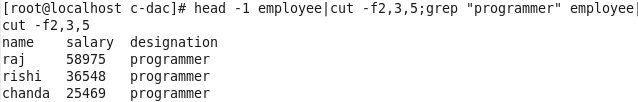 [root@localhost c-dac]# head -1 employee|cut -f2,3,5;grep "programmer" employee|
cut -f2,3,5
name    salary  designation
raj     58975   programmer
rishi   36548   programmer
chanda  25469   programmer